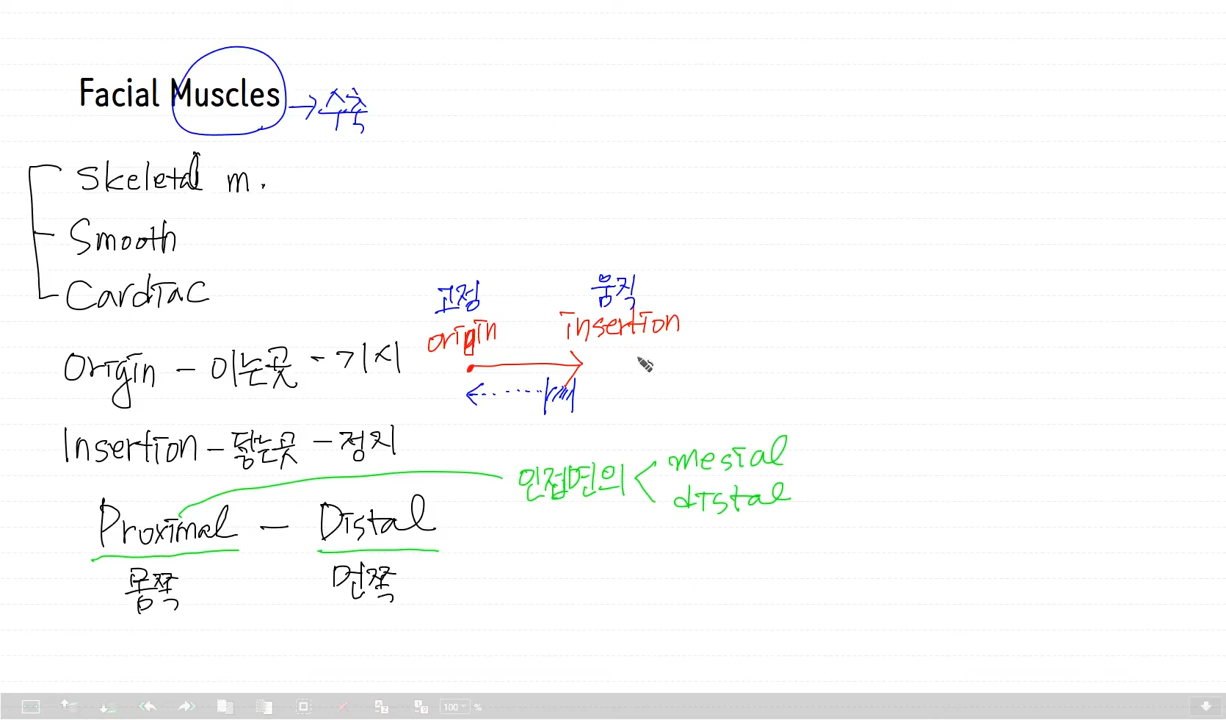 Facial Muscles → 수축
Skeletal m.
Smooth
Cardiac
고정 움직
origin insertion
Origin - 이는곳 - 기시
Insertion - 닿는곳 - 정지
인접면의 < mesial
distal
Proximal - Distal
몸쪽 먼쪽
100 %